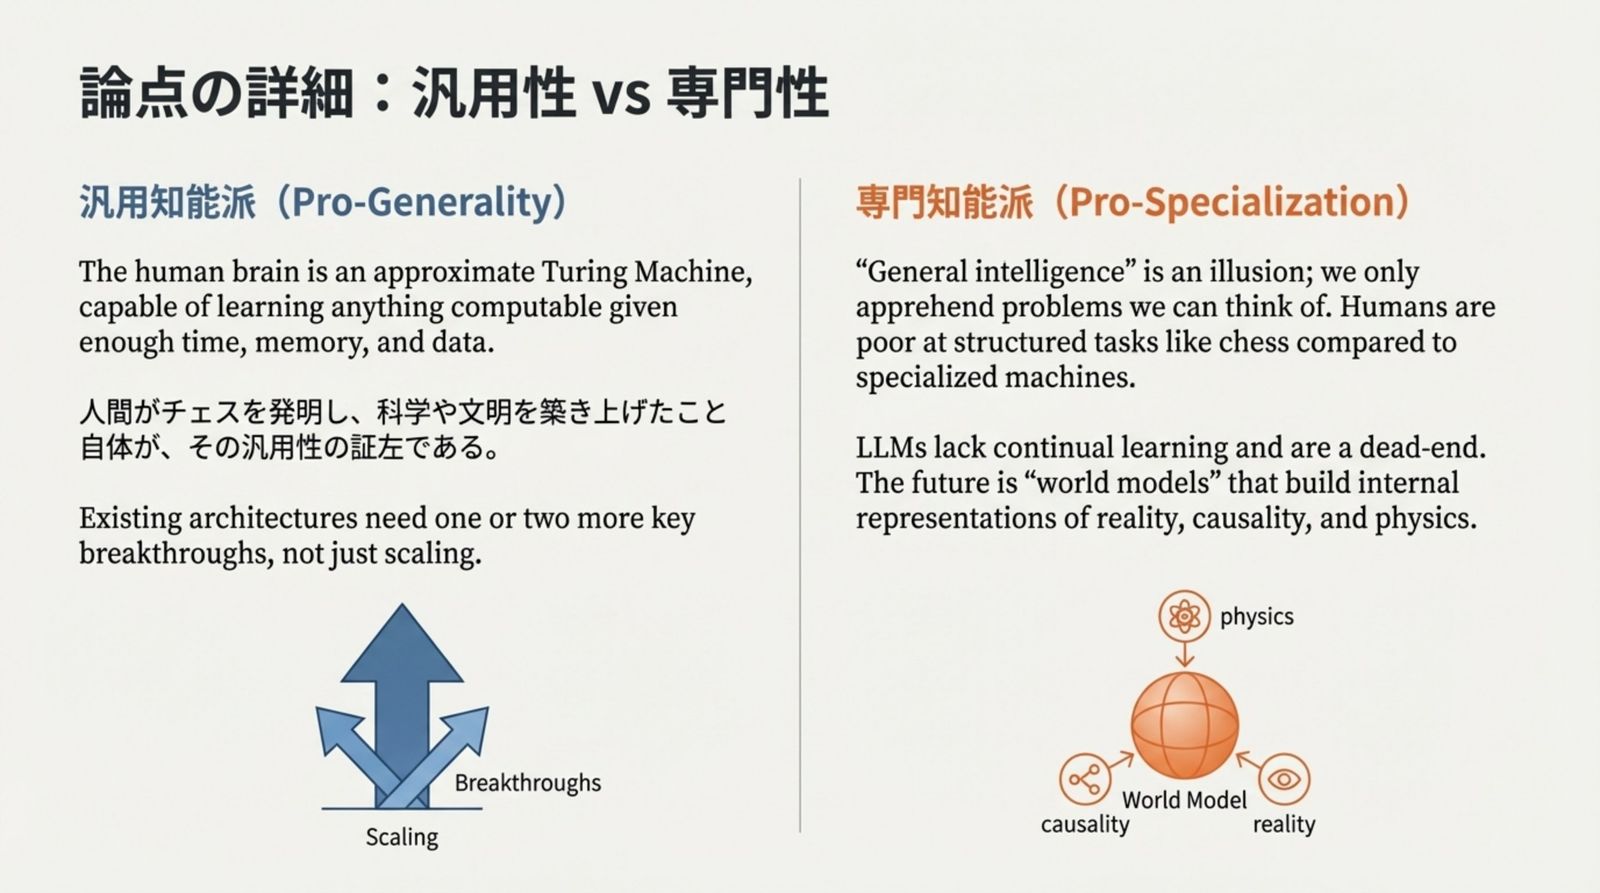 論点の詳細：汎用性 vs 専門性
汎用知能派（Pro-Generality）
The human brain is an approximate Turing Machine,
capable of learning anything computable given
enough time, memory, and data.
人間がチェスを発明し、科学や文明を築き上げたこと
自体が、その汎用性の証左である。
Existing architectures need one or two more key
breakthroughs, not just scaling.
Breakthroughs
Scaling
専門知能派（Pro-Specialization）
“General intelligence” is an illusion; we only
apprehend problems we can think of. Humans are
poor at structured tasks like chess compared to
specialized machines.
LLMs lack continual learning and are a dead-end.
The future is “world models” that build internal
representations of reality, causality, and physics.
physics
World Model
causality
reality